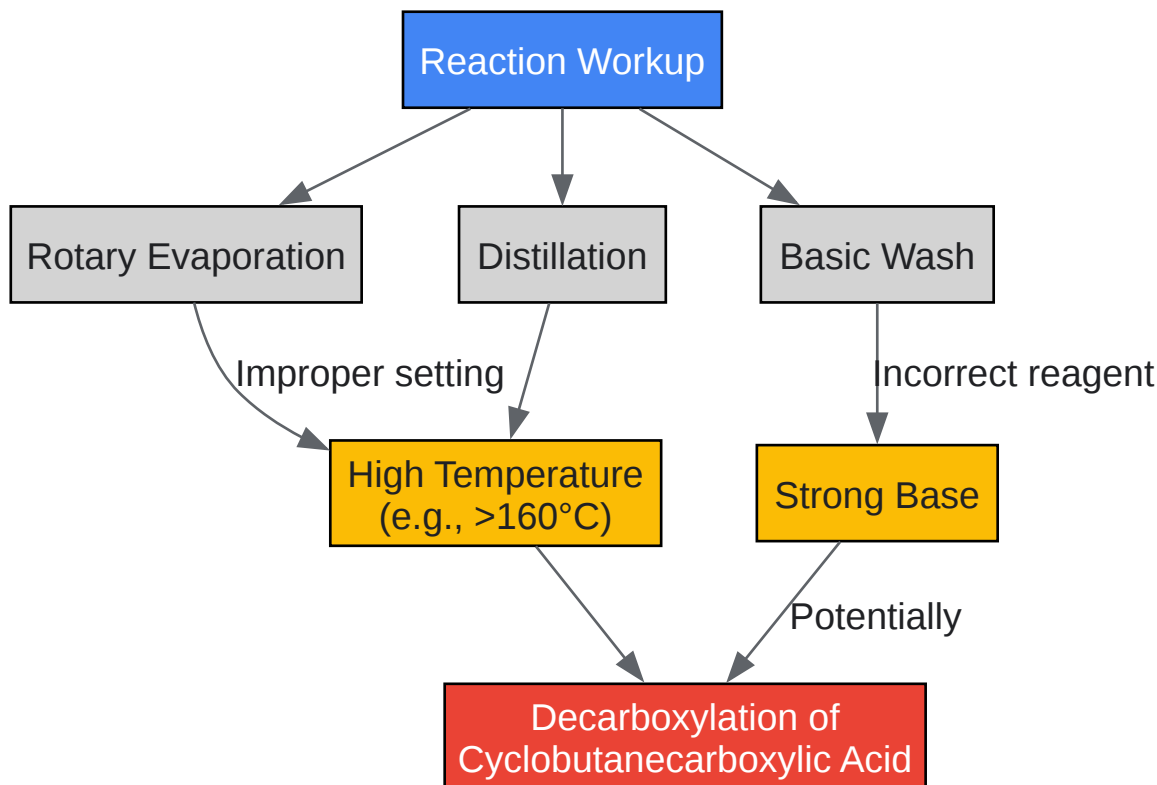 Reaction Workup
Rotary Evaporation
Distillation
Basic Wash
Improper setting
Incorrect reagent
High Temperature
(e.g., >160°C)
Strong Base
Potentially
Decarboxylation of
Cyclobutanecarboxylic Acid